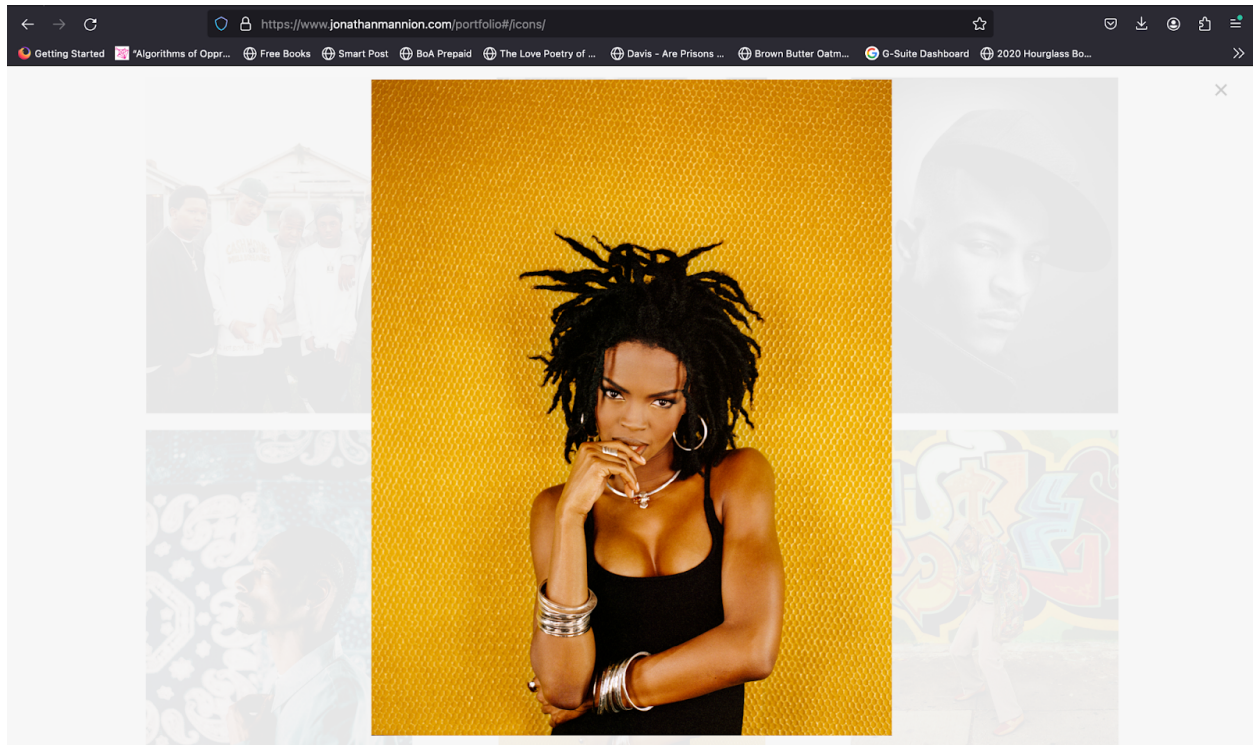 https://www.jonathanmannion.com/portfolio#/icons/
Getting Started "Algorithms of Oppr... Free Books Smart Post BoA Prepaid The Love Poetry of ... Davis - Are Prisons ... Brown Butter Oatm... G-Suite Dashboard 2020 Hourglass Bo...